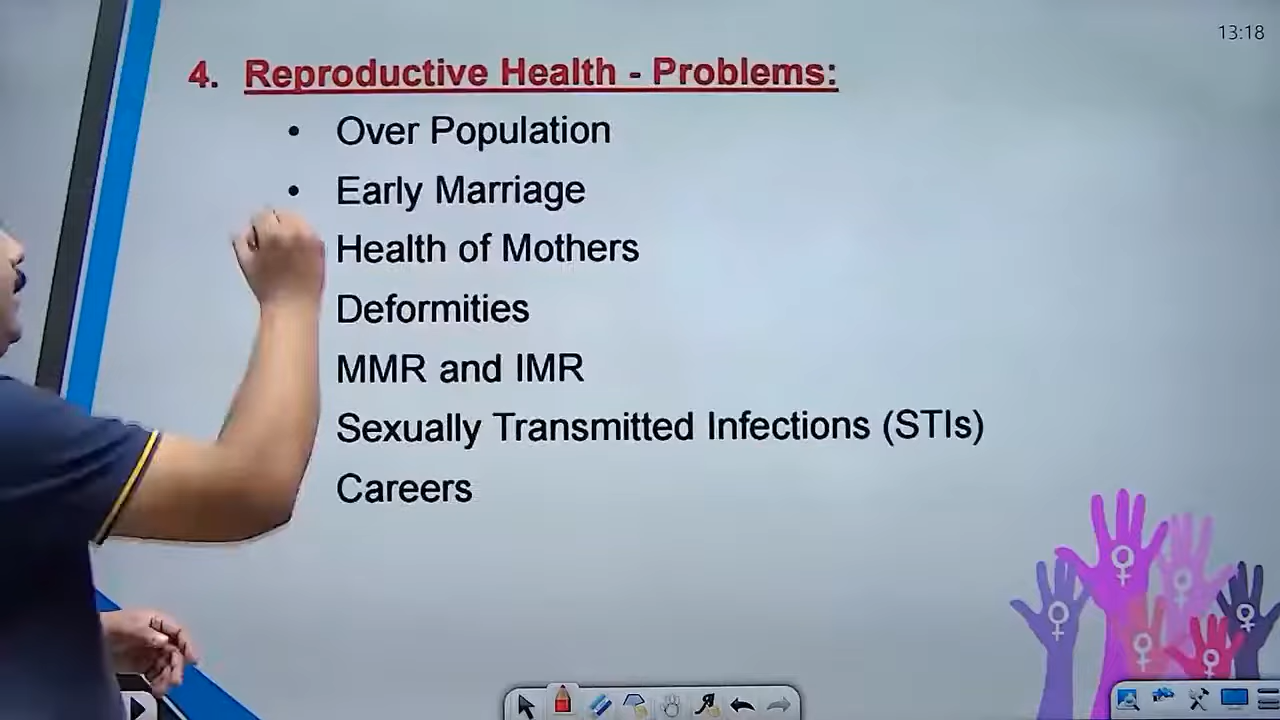 13:18
4. Reproductive Health - Problems:
• Over Population
• Early Marriage
Health of Mothers
Deformities
MMR and IMR
Sexually Transmitted Infections (STIs)
Careers